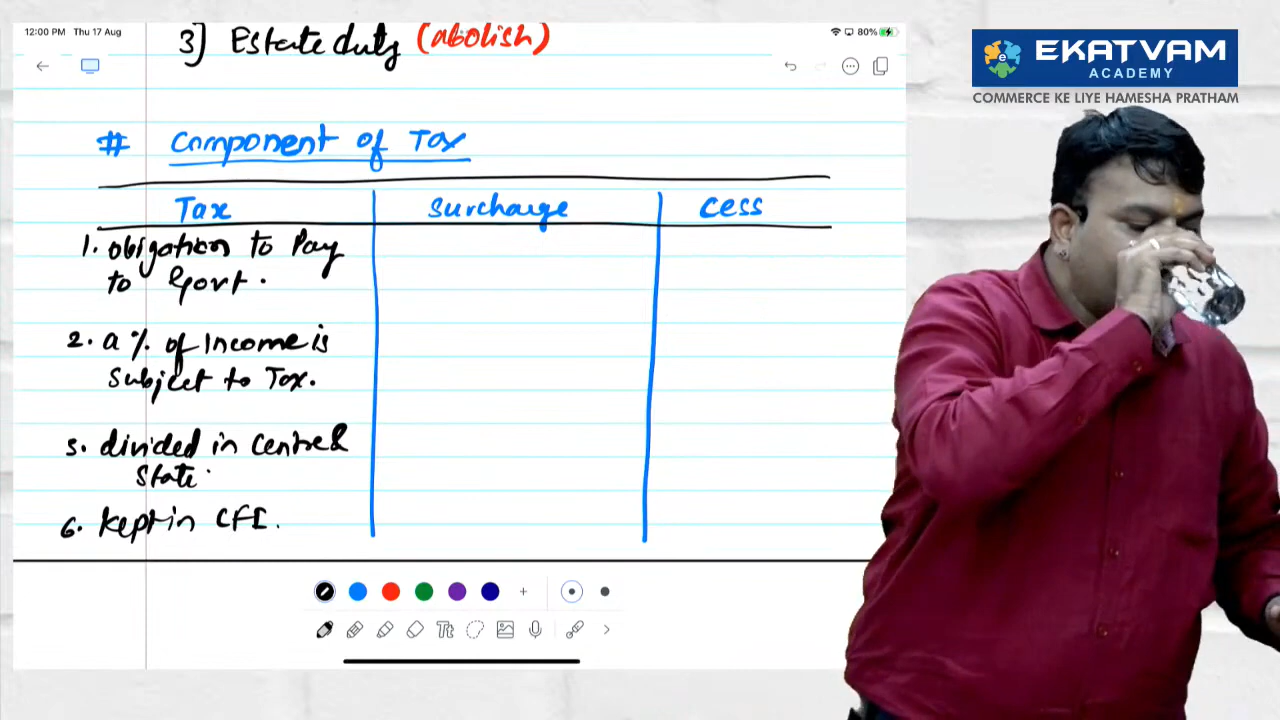 12:00 PM Thu 17 Aug
80%
3) Estate duty (abolish)
# Component of Tax
Tax Surcharge Cess
1. obligation to Pay
to Govt.
2. a % of Income is
Subject to Tax.
5. divided in Centre &
State.
6. Kept in CFI.
Tt
EKATVAM
ACADEMY
COMMERCE KE LIYE HAMESHA PRATHAM